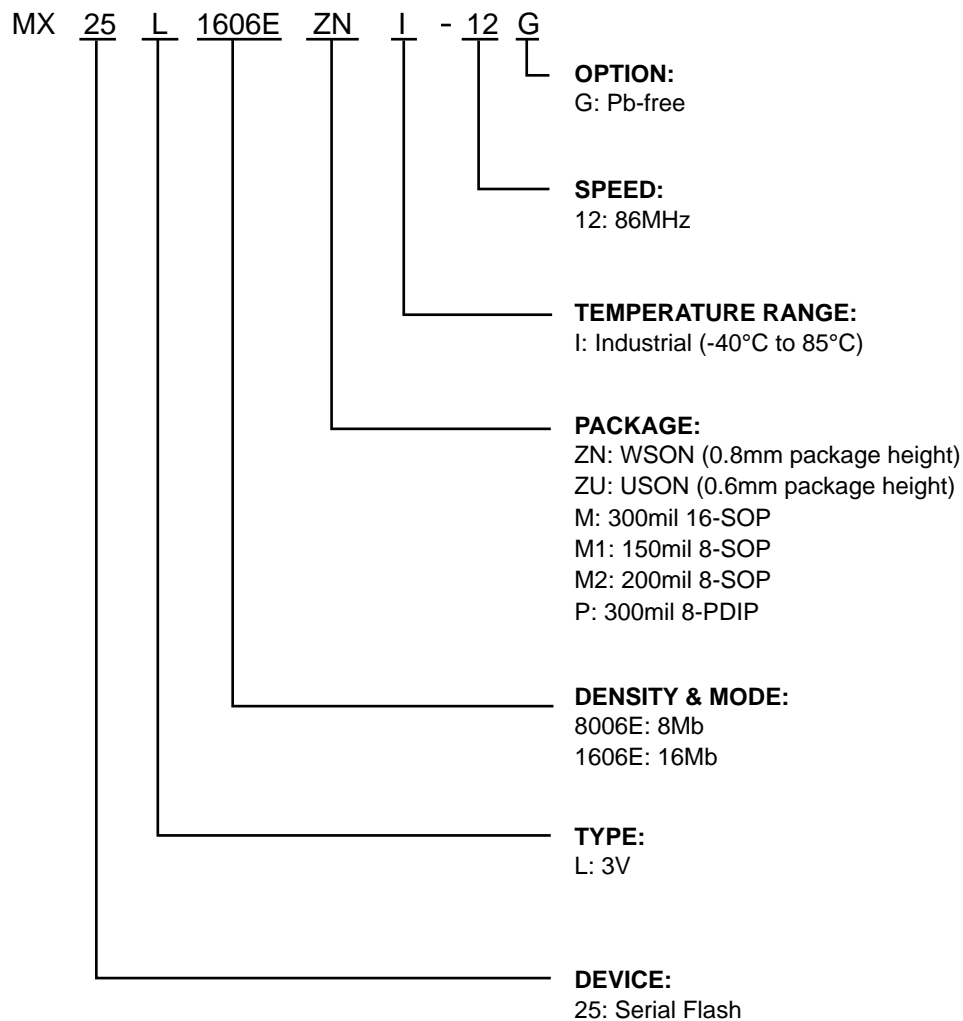 MX 25 L 1606E ZN I - 12 G
OPTION:
G: Pb-free
SPEED:
12: 86MHz
TEMPERATURE RANGE:
I: Industrial (-40°C to 85°C)
PACKAGE:
ZN: WSON (0.8mm package height)
ZU: USON (0.6mm package height)
M: 300mil 16-SOP
M1: 150mil 8-SOP
M2: 200mil 8-SOP
P: 300mil 8-PDIP
DENSITY & MODE:
8006E: 8Mb
1606E: 16Mb
TYPE:
L: 3V
DEVICE:
25: Serial Flash